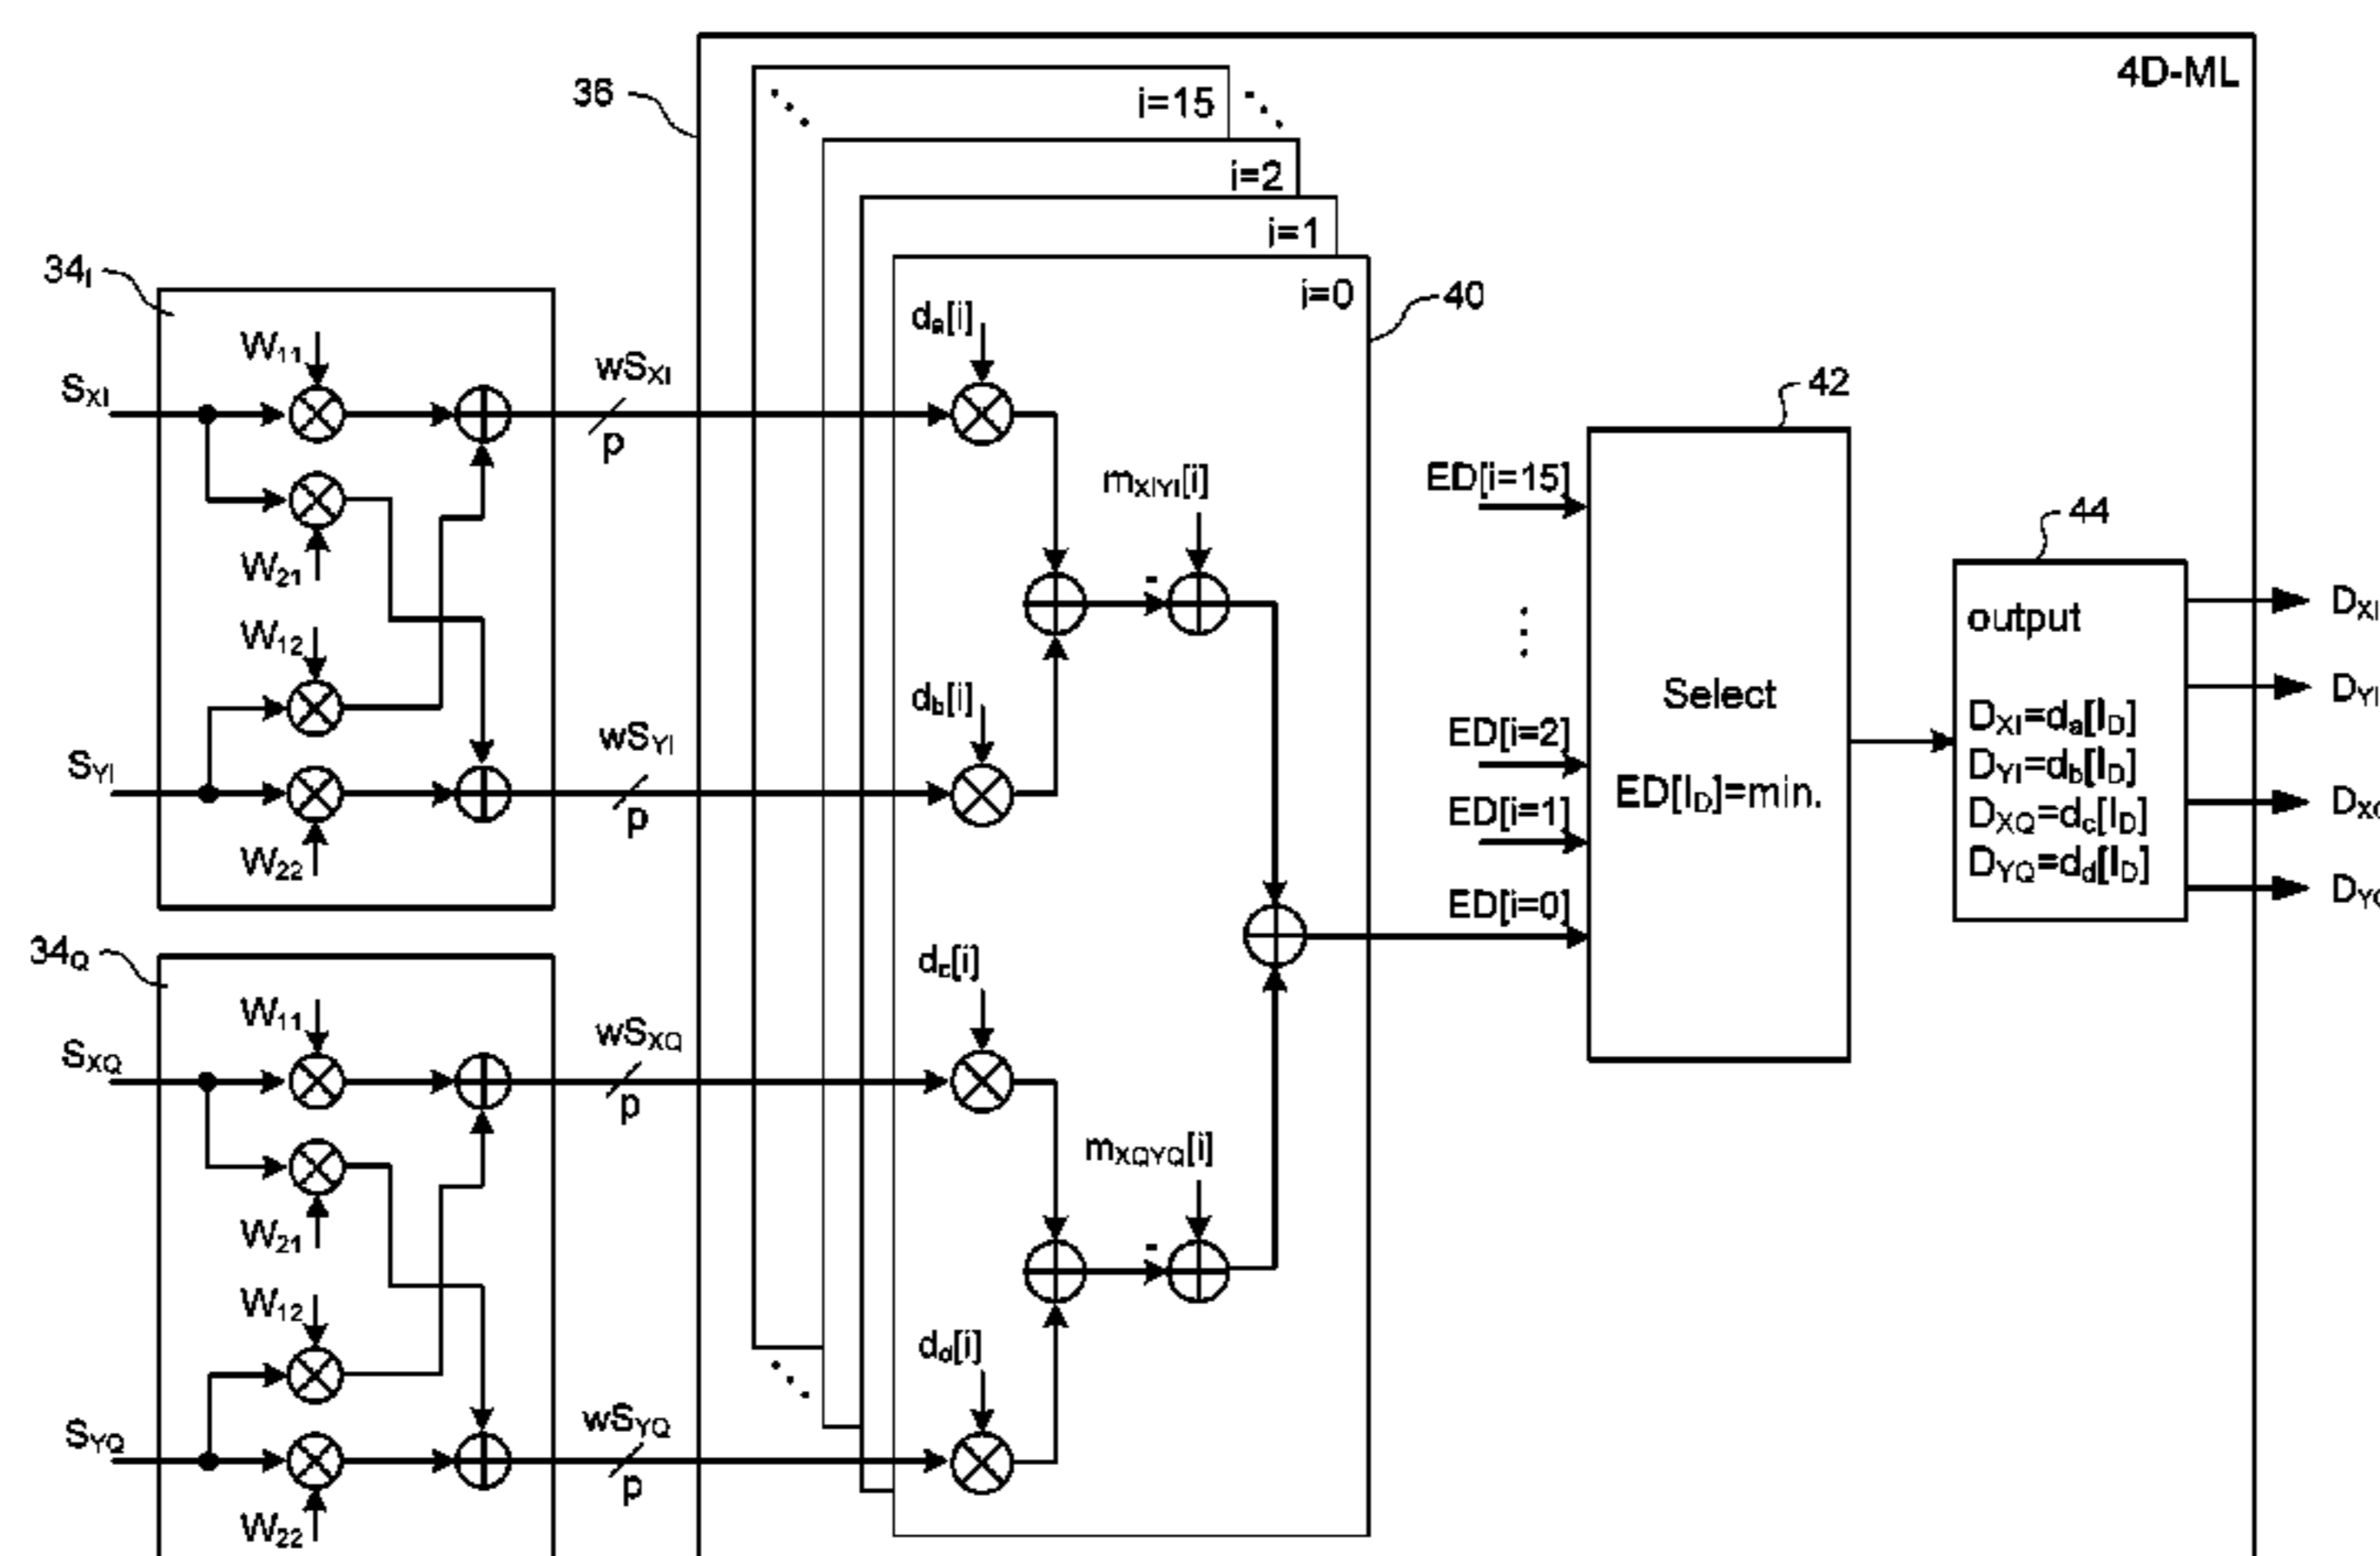 4D-ML
36
i=15
i=2
i=1
i=0
40
34I
W11
SXI
W21
W12
SYI
W22
wSXI
p
wSYI
p
da[i]
mXIYI[i]
db[i]
ED[i=15]
ED[i=2]
ED[i=1]
ED[i=0]
42
Select
ED[ID]=min.
44
output
DXI=da[ID]
DYI=db[ID]
DXQ=dc[ID]
DYQ=dd[ID]
DXI
DYI
DXQ
DYQ
34Q
W11
SXQ
W21
W12
SYQ
W22
wSXQ
p
wSYQ
p
dc[i]
mXQYQ[i]
dd[i]
-
-